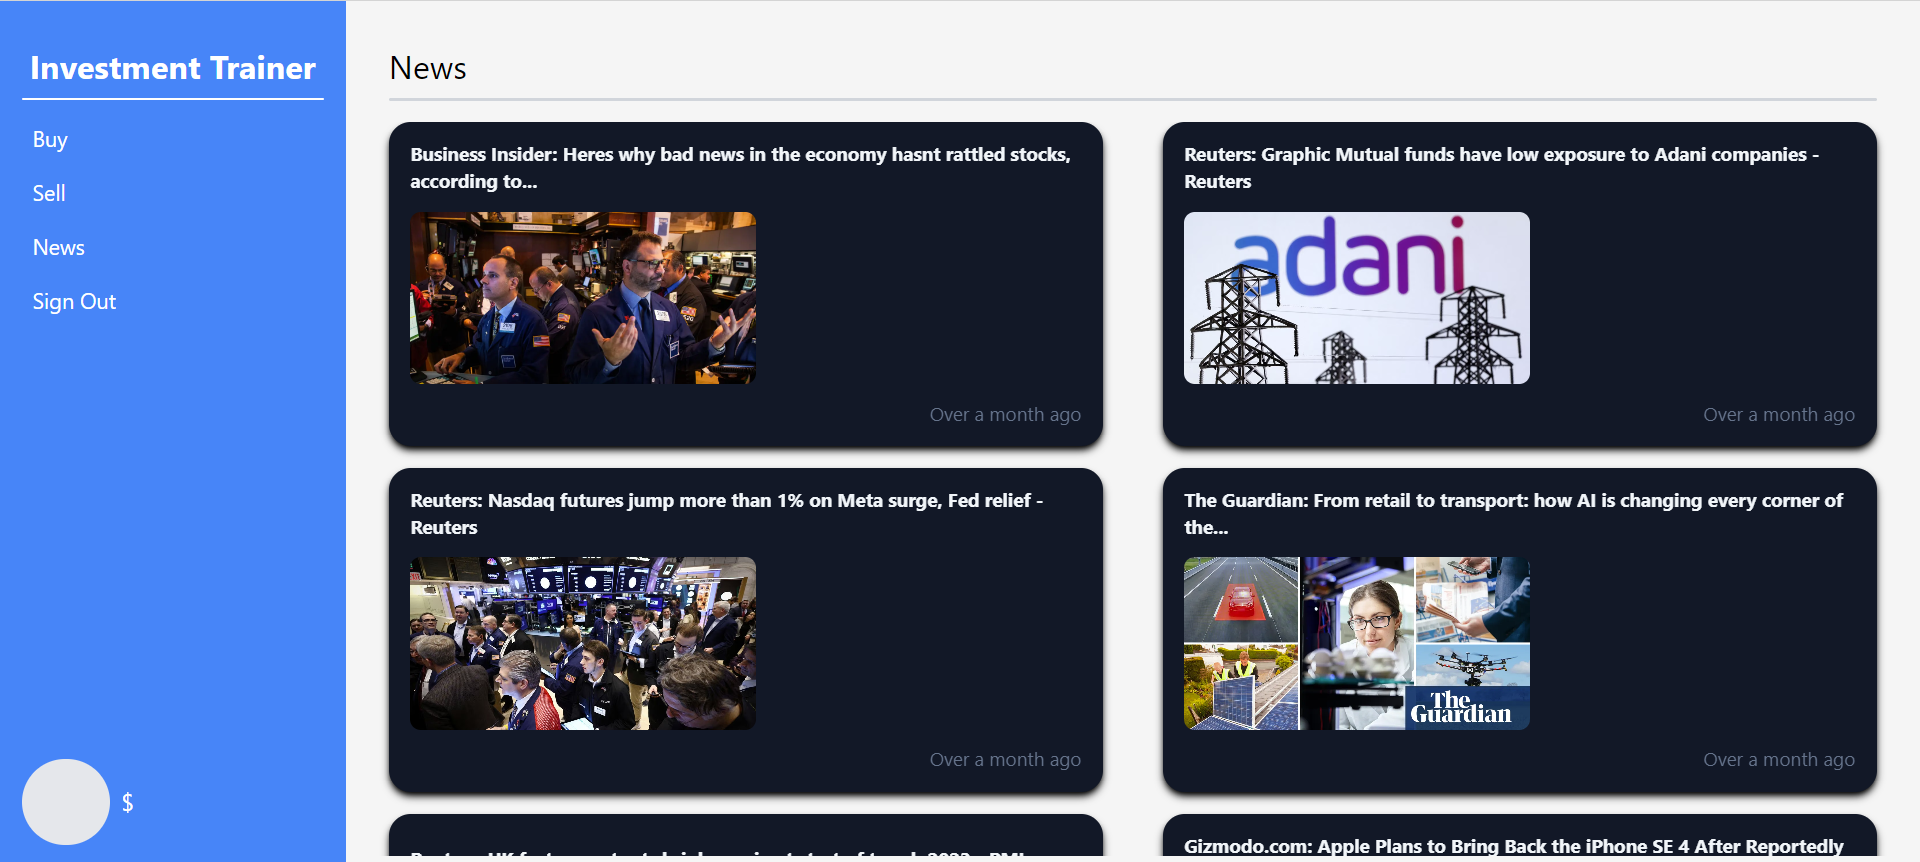 Investment Trainer
Buy
Sell
News
Sign Out
$
News
Business Insider: Heres why bad news in the economy hasnt rattled stocks,
according to...
Over a month ago
Reuters: Graphic Mutual funds have low exposure to Adani companies -
Reuters
adani
Over a month ago
Reuters: Nasdaq futures jump more than 1% on Meta surge, Fed relief -
Reuters
Over a month ago
The Guardian: From retail to transport: how AI is changing every corner of
the...
The
Guardian
Over a month ago
Gizmodo.com: Apple Plans to Bring Back the iPhone SE 4 After Reportedly